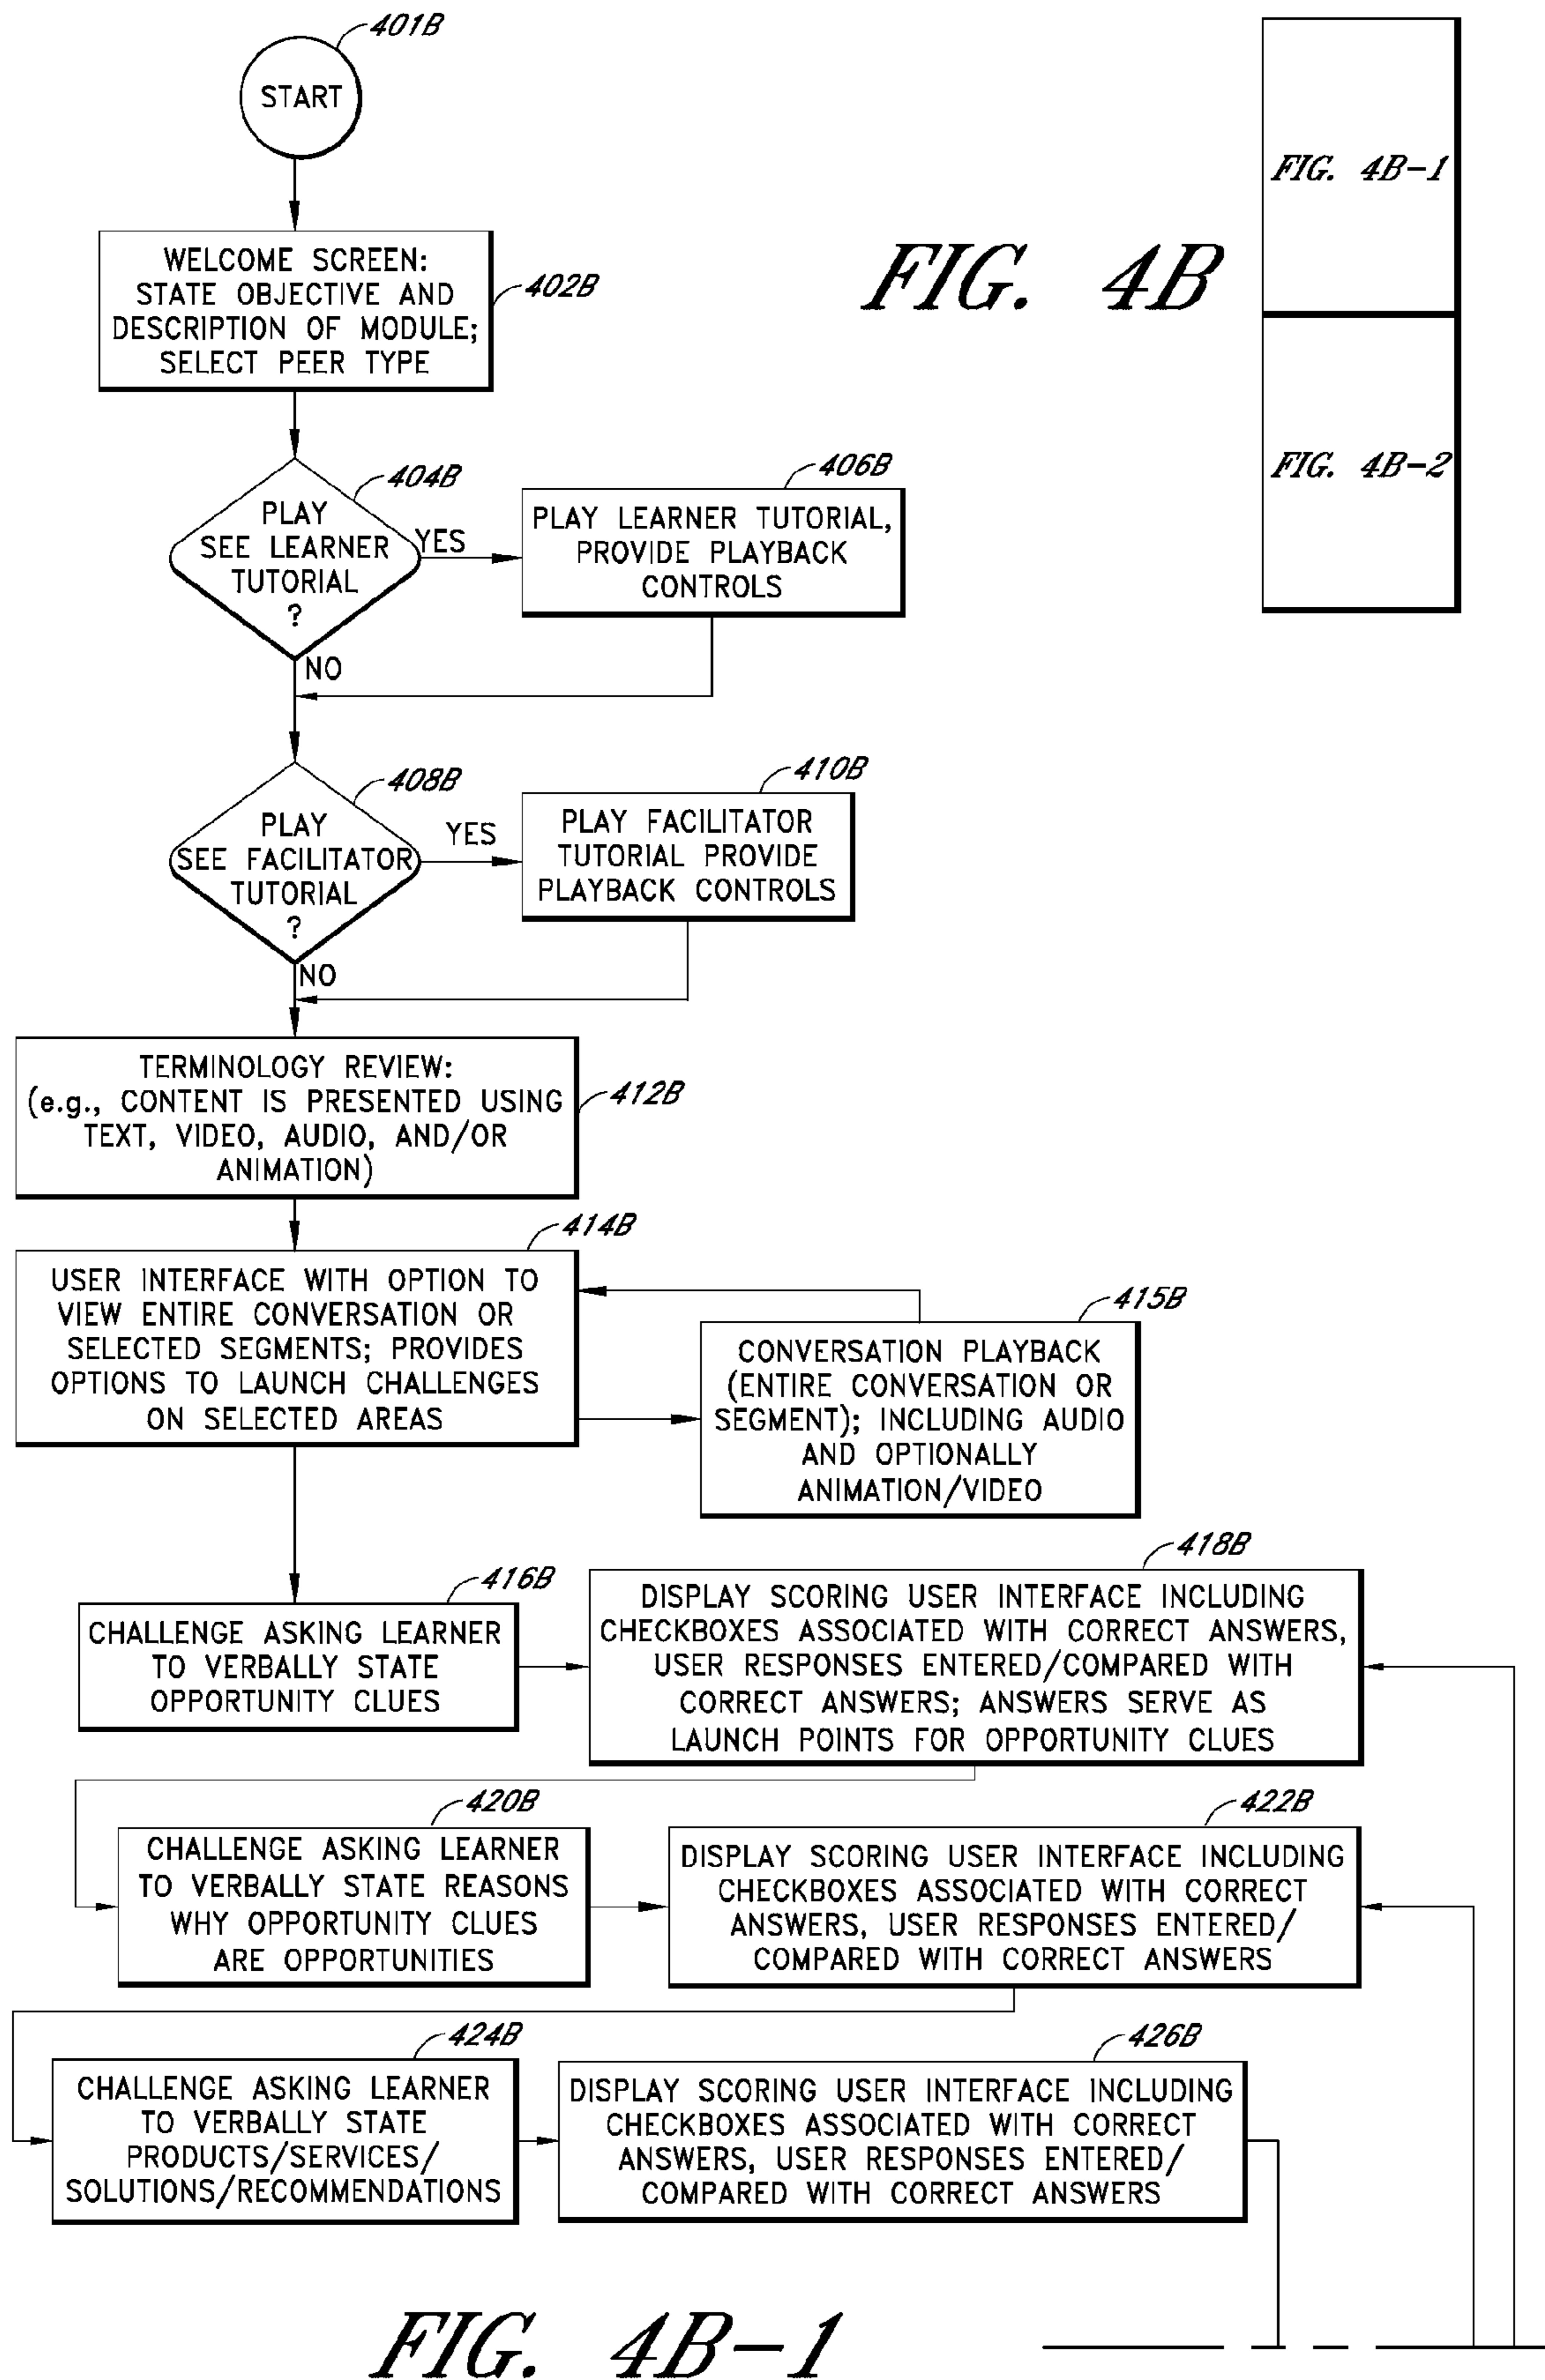 401B
START
WELCOME SCREEN:
STATE OBJECTIVE AND
DESCRIPTION OF MODULE;
SELECT PEER TYPE
402B
FIG. 4B
FIG. 4B-1
FIG. 4B-2
404B
PLAY
SEE LEARNER
TUTORIAL
?
YES
NO
406B
PLAY LEARNER TUTORIAL,
PROVIDE PLAYBACK
CONTROLS
408B
PLAY
SEE FACILITATOR
TUTORIAL
?
YES
NO
410B
PLAY FACILITATOR
TUTORIAL PROVIDE
PLAYBACK CONTROLS
TERMINOLOGY REVIEW:
(e.g., CONTENT IS PRESENTED USING
TEXT, VIDEO, AUDIO, AND/OR
ANIMATION)
412B
414B
USER INTERFACE WITH OPTION TO
VIEW ENTIRE CONVERSATION OR
SELECTED SEGMENTS; PROVIDES
OPTIONS TO LAUNCH CHALLENGES
ON SELECTED AREAS
415B
CONVERSATION PLAYBACK
(ENTIRE CONVERSATION OR
SEGMENT); INCLUDING AUDIO
AND OPTIONALLY
ANIMATION/VIDEO
416B
CHALLENGE ASKING LEARNER
TO VERBALLY STATE
OPPORTUNITY CLUES
418B
DISPLAY SCORING USER INTERFACE INCLUDING
CHECKBOXES ASSOCIATED WITH CORRECT ANSWERS,
USER RESPONSES ENTERED/COMPARED WITH
CORRECT ANSWERS; ANSWERS SERVE AS
LAUNCH POINTS FOR OPPORTUNITY CLUES
420B
CHALLENGE ASKING LEARNER
TO VERBALLY STATE REASONS
WHY OPPORTUNITY CLUES
ARE OPPORTUNITIES
422B
DISPLAY SCORING USER INTERFACE INCLUDING
CHECKBOXES ASSOCIATED WITH CORRECT
ANSWERS, USER RESPONSES ENTERED/
COMPARED WITH CORRECT ANSWERS
424B
CHALLENGE ASKING LEARNER
TO VERBALLY STATE
PRODUCTS/SERVICES/
SOLUTIONS/RECOMMENDATIONS
426B
DISPLAY SCORING USER INTERFACE INCLUDING
CHECKBOXES ASSOCIATED WITH CORRECT
ANSWERS, USER RESPONSES ENTERED/
COMPARED WITH CORRECT ANSWERS
FIG. 4B-1